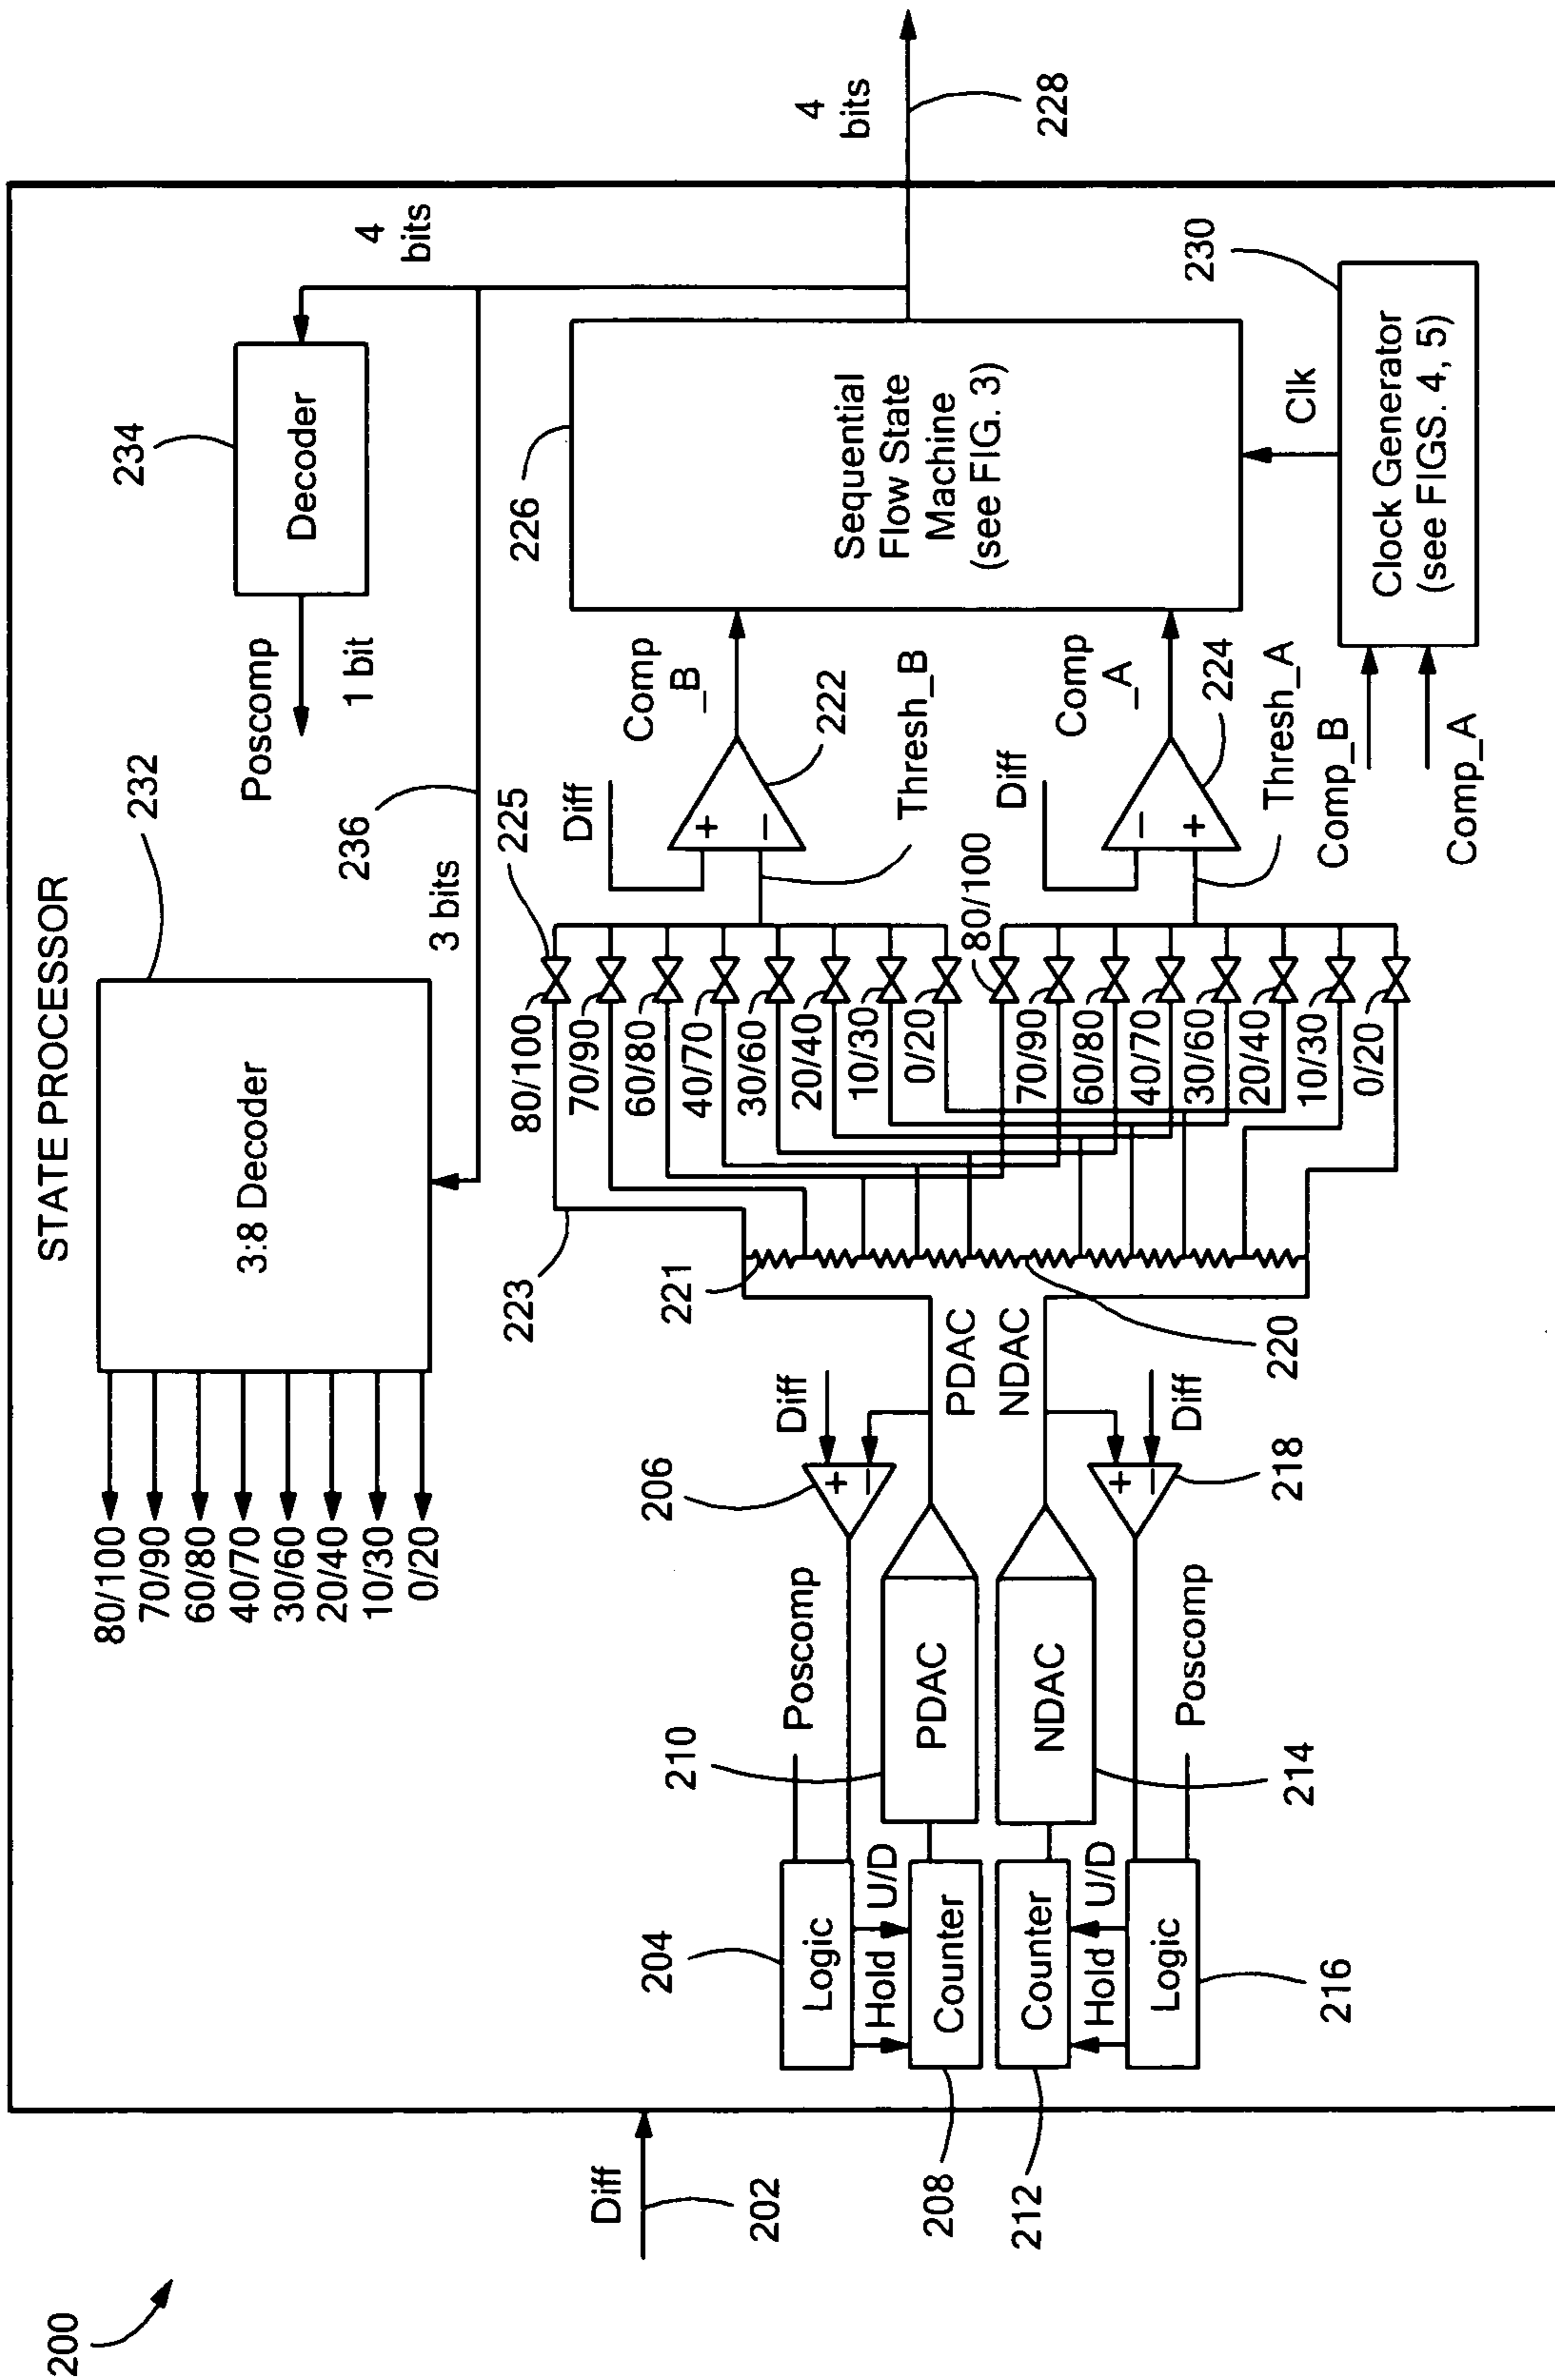 200
STATE PROCESSOR
Diff
202
232
3:8 Decoder
80/100
70/90
60/80
40/70
30/60
20/40
10/30
0/20
3 bits
236
234
Decoder
Poscomp
1 bit
4
bits
4
bits
228
204
Logic
Poscomp
206
Diff
Hold
U/D
208
Counter
210
PDAC
PDAC
212
Counter
214
NDAC
NDAC
Hold
U/D
216
Logic
Poscomp
218
Diff
220
221
223
225
80/100
70/90
60/80
40/70
30/60
20/40
10/30
0/20
80/100
70/90
60/80
40/70
30/60
20/40
10/30
0/20
Diff
+
−
222
Thresh_B
Comp
_B
Diff
−
+
224
Thresh_A
Comp
_A
+
−
+
−
226
Sequential
Flow State
Machine
(see FIG. 3)
Clk
230
Clock Generator
(see FIGS. 4, 5)
Comp_B
Comp_A